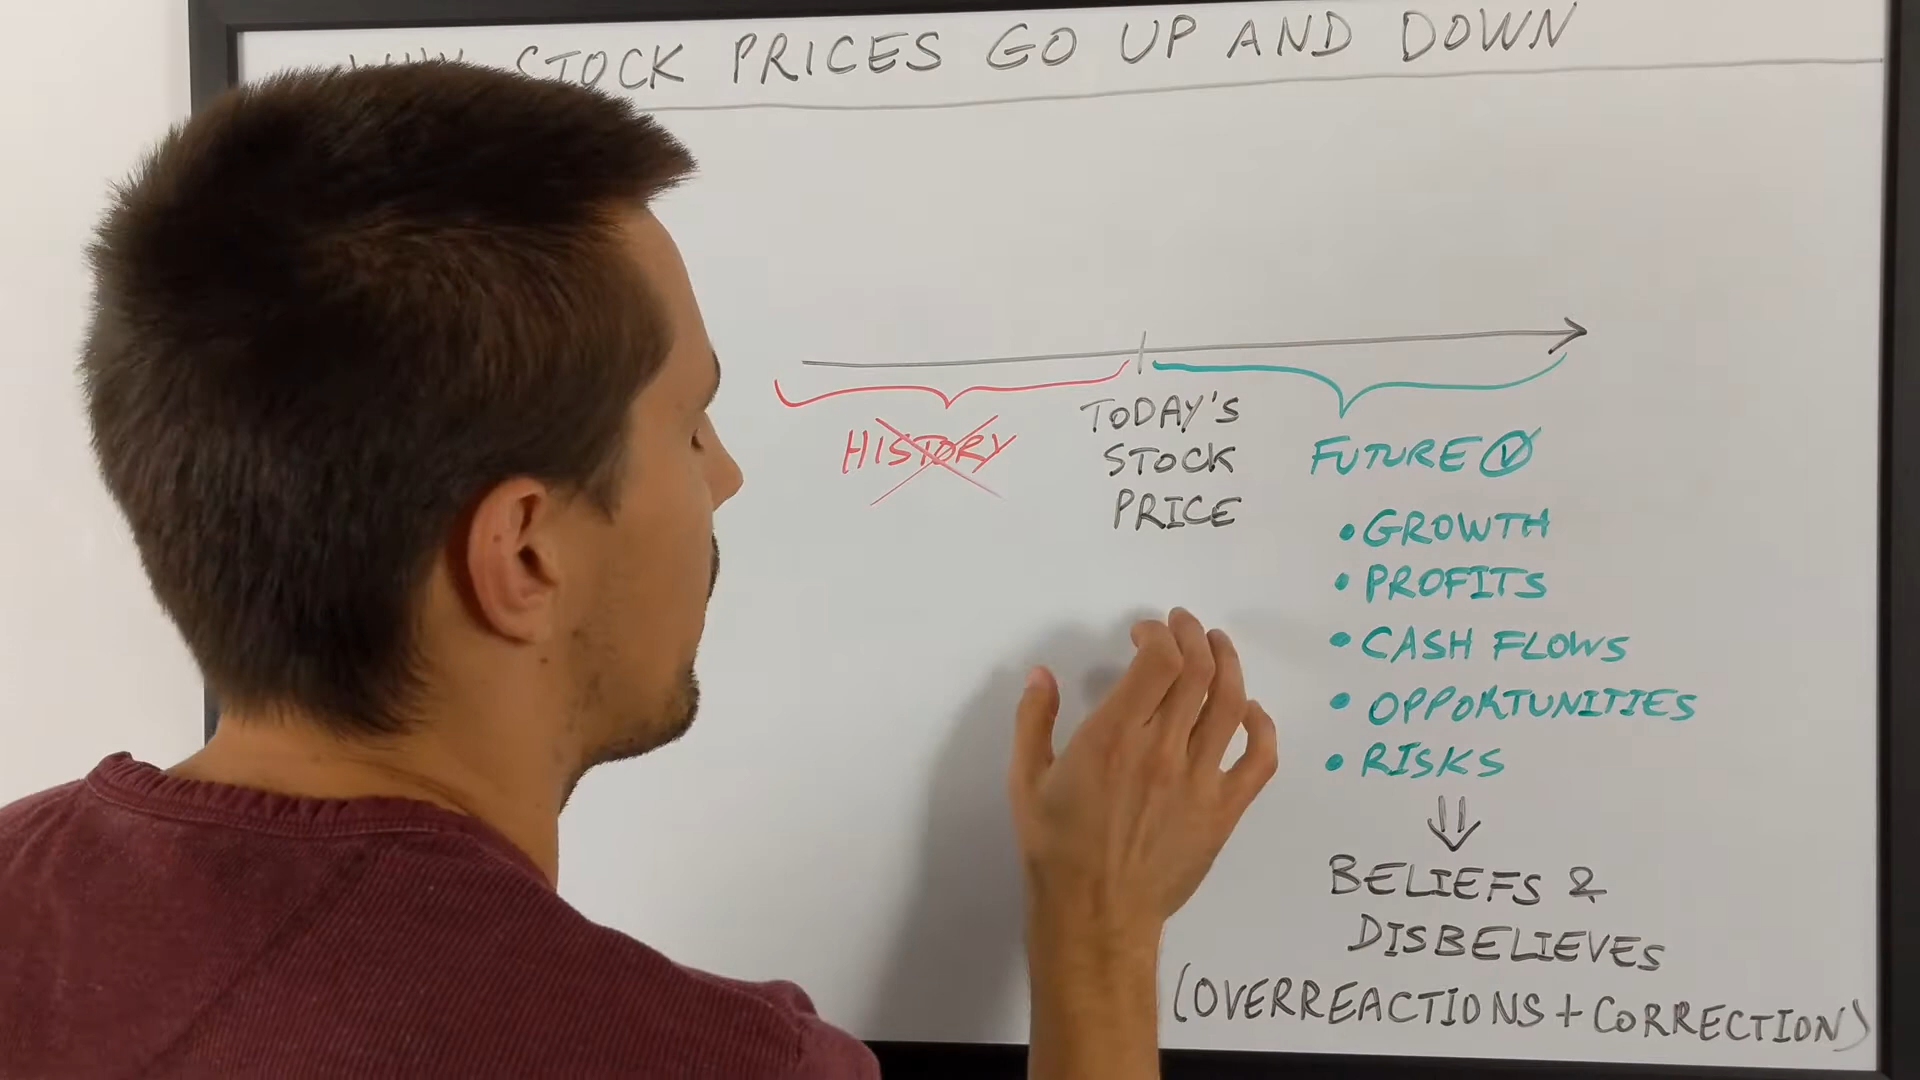 WHY STOCK PRICES GO UP AND DOWN
HISTORY
TODAY'S
STOCK
PRICE
FUTURE
• GROWTH
• PROFITS
• CASH FLOWS
• OPPORTUNITIES
• RISKS
BELIEFS &
DISBELIEVES
(OVERREACTIONS + CORRECTION)